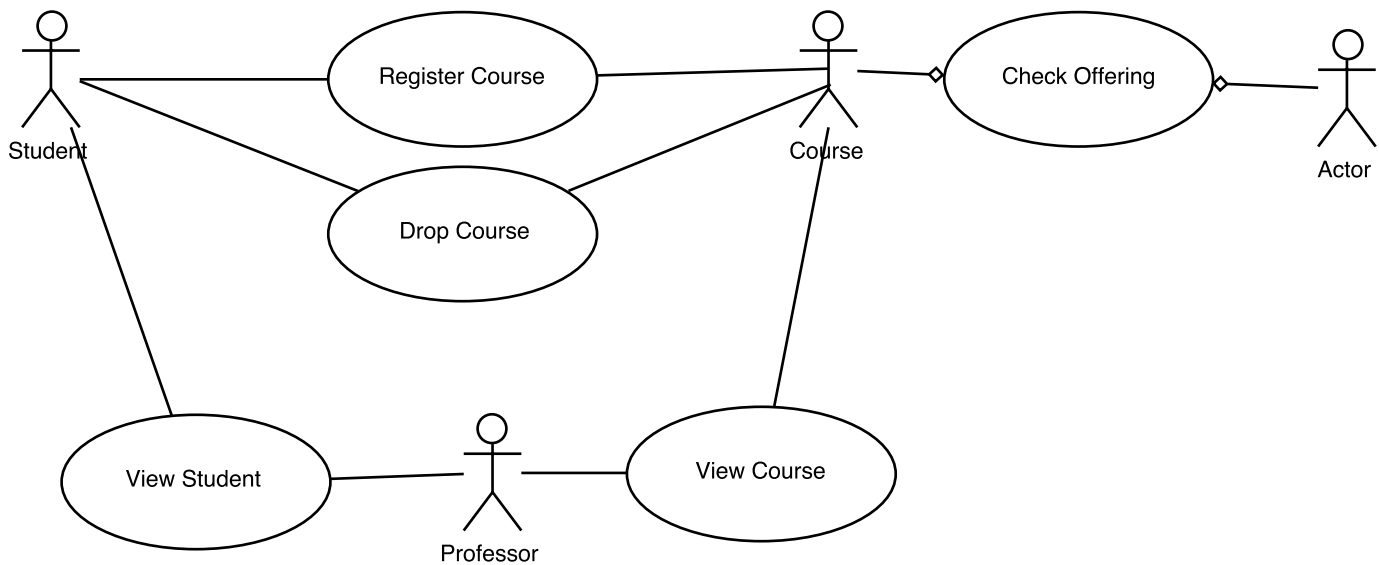 Register Course
Check Offering
Student
Course
Actor
Drop Course
View Student
View Course
Professor